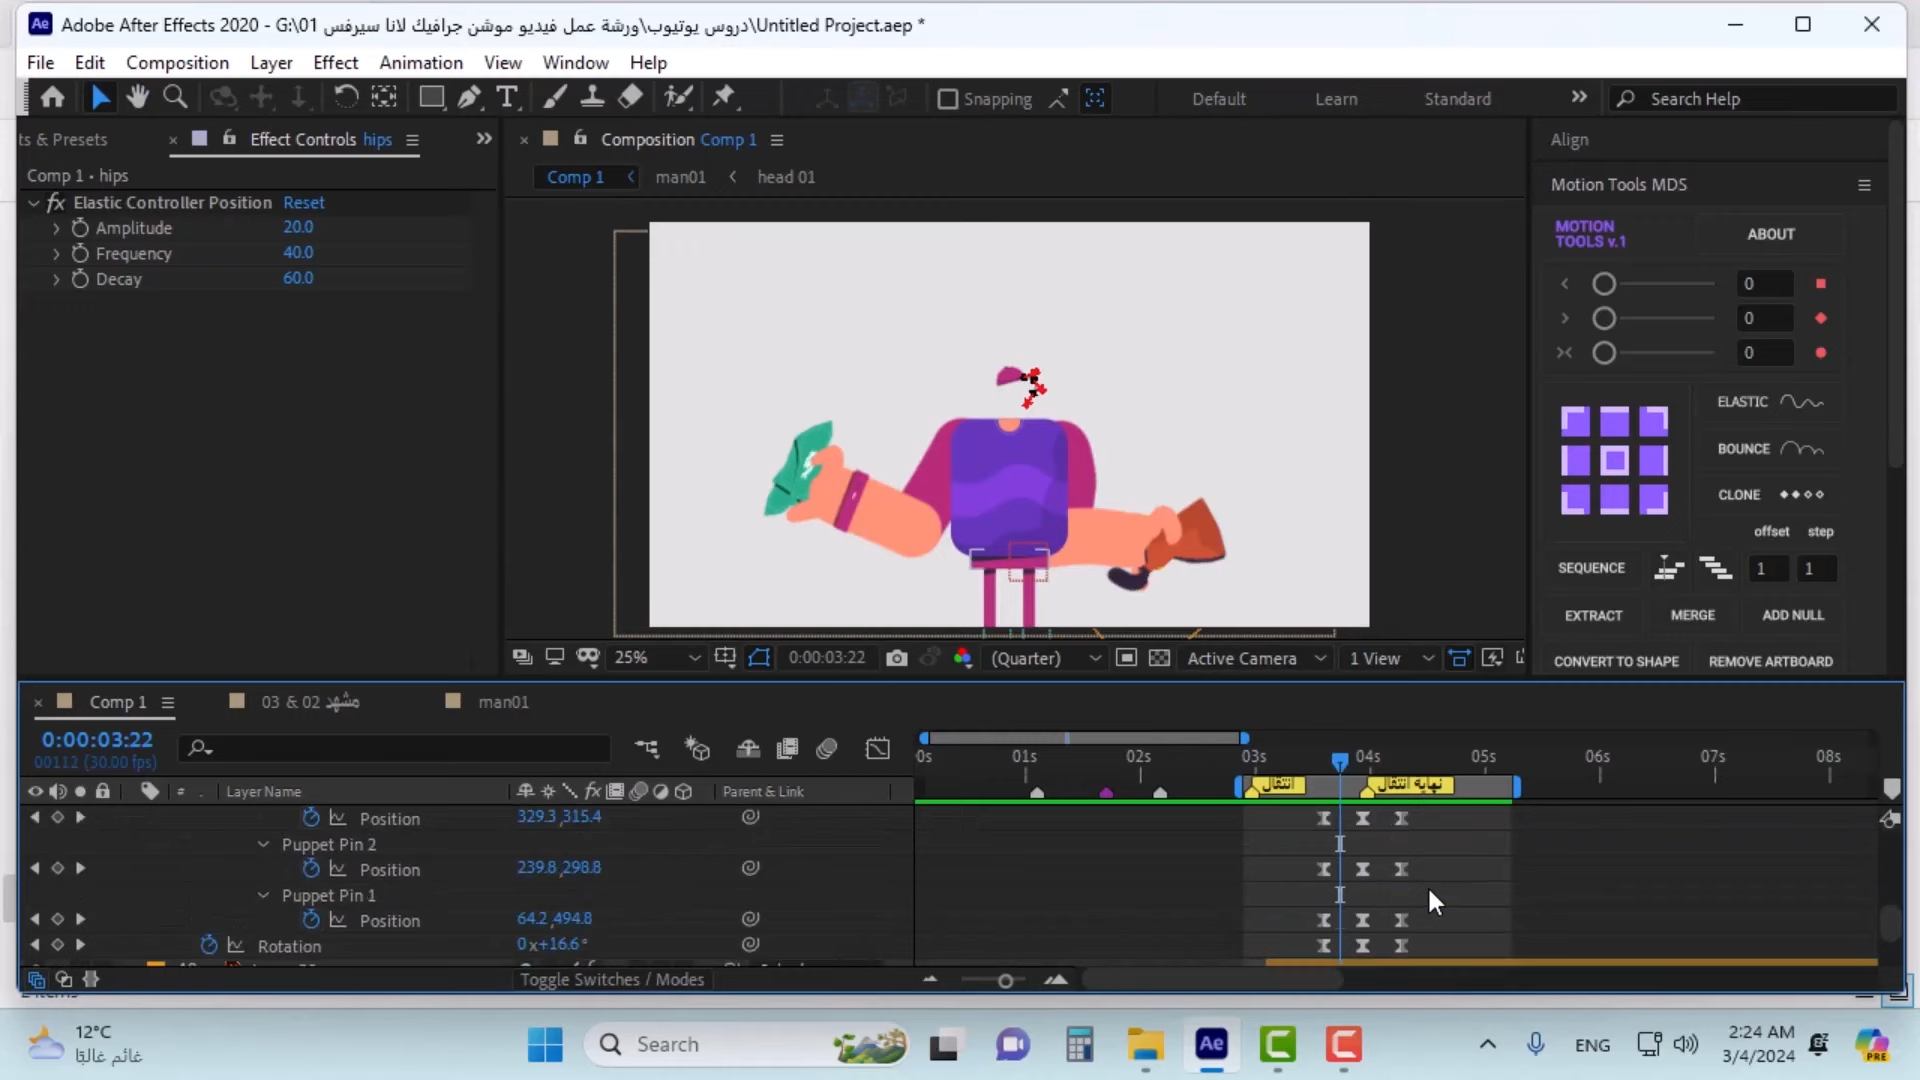 Adobe After Effects 2020 - G:\01 دروس يوتيوب\ورشة عمل فيديو موشن جرافيك لانا سيرفس\Untitled Project.aep *
File Edit Composition Layer Effect Animation View Window Help
Snapping Default Learn Standard Search Help
ts & Presets Effect Controls hips Composition Comp 1 Align
Comp 1 • hips Comp 1 man01 head 01 Motion Tools MDS
fx Elastic Controller Position Reset
Amplitude 20.0
Frequency 40.0
Decay 60.0
MOTION TOOLS v.1 ABOUT
0
0
0
ELASTIC
BOUNCE
CLONE
offset step
SEQUENCE 1 1
EXTRACT MERGE ADD NULL
CONVERT TO SHAPE REMOVE ARTBOARD
25% 0:00:03:22 (Quarter) Active Camera 1 View
Comp 1 03 & 02 مشهد man01
0:00:03:22
00112 (30.00 fps)
0s 01s 02s 03s 04s 05s 06s 07s 08s
# . Layer Name fx Parent & Link انتقال نهاية انتقال
Position 329.3,315.4
Puppet Pin 2
Position 239.8,298.8
Puppet Pin 1
Position 64.2,494.8
Rotation 0x+16.6°
Toggle Switches / Modes
12°C
غائم غالبًا
Search
Ae
ENG
2:24 AM
3/4/2024
PRE